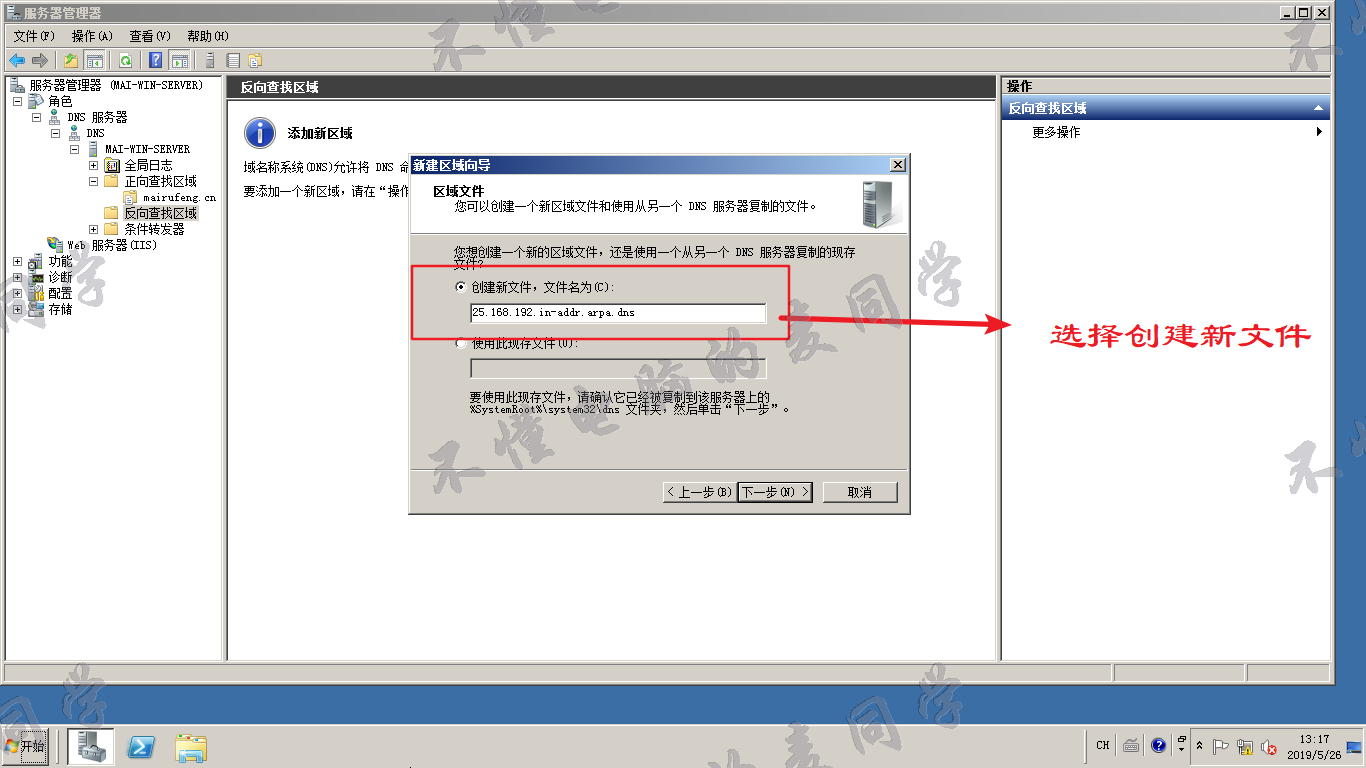 服务器管理器
文件(F) 操作(A) 查看(V) 帮助(H)
服务器管理器 (MAI-WIN-SERVER)
角色
DNS 服务器
DNS
MAI-WIN-SERVER
全局日志
正向查找区域
mairufeng.cn
反向查找区域
条件转发器
Web 服务器(IIS)
功能
诊断
配置
存储
反向查找区域
添加新区域
域名称系统(DNS)允许将 DNS 命
要添加一个新区域，请在“操作
新建区域向导
区域文件
您可以创建一个新区域文件和使用从另一个 DNS 服务器复制的文件。
您想创建一个新的区域文件，还是使用一个从另一个 DNS 服务器复制的现存
文件?
创建新文件，文件名为(C):
25.168.192.in-addr.arpa.dns
使用此现存文件(U):
要使用此现存文件，请确认它已经被复制到该服务器上的
%SystemRoot%\system32\dns 文件夹，然后单击“下一步”。
< 上一步(B) 下一步(N) > 取消
操作
反向查找区域
更多操作
选择创建新文件
不懂电脑的麦同学
开始
CH
13:17
2019/5/26